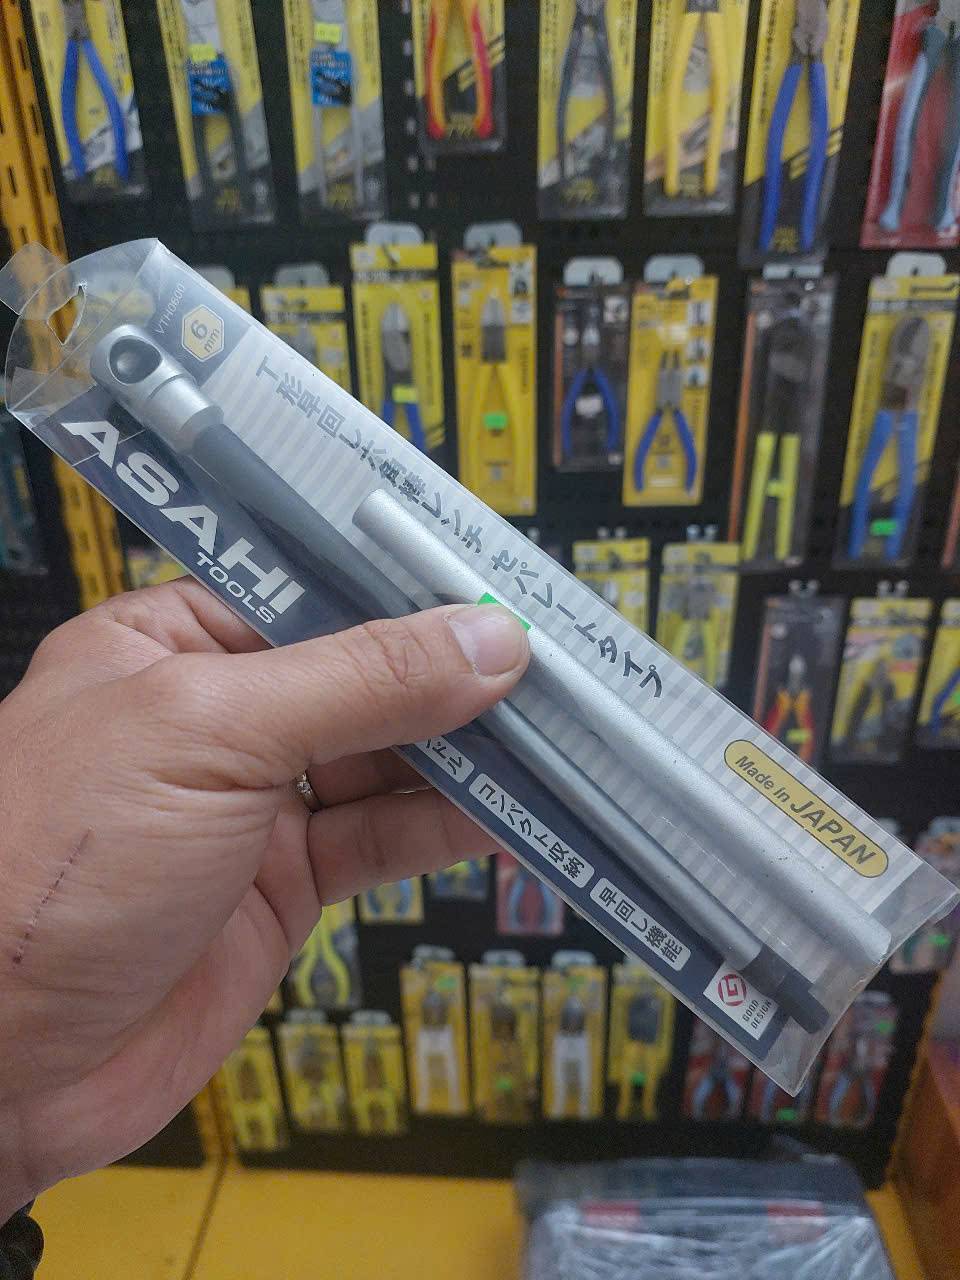 VTH0600
6
mm
T形早回し六角棒レンチ セパレートタイプ
ASAHI
TOOLS
ドル
コンパクト収納
早回し機能
Made in JAPAN
GOOD
DESIGN